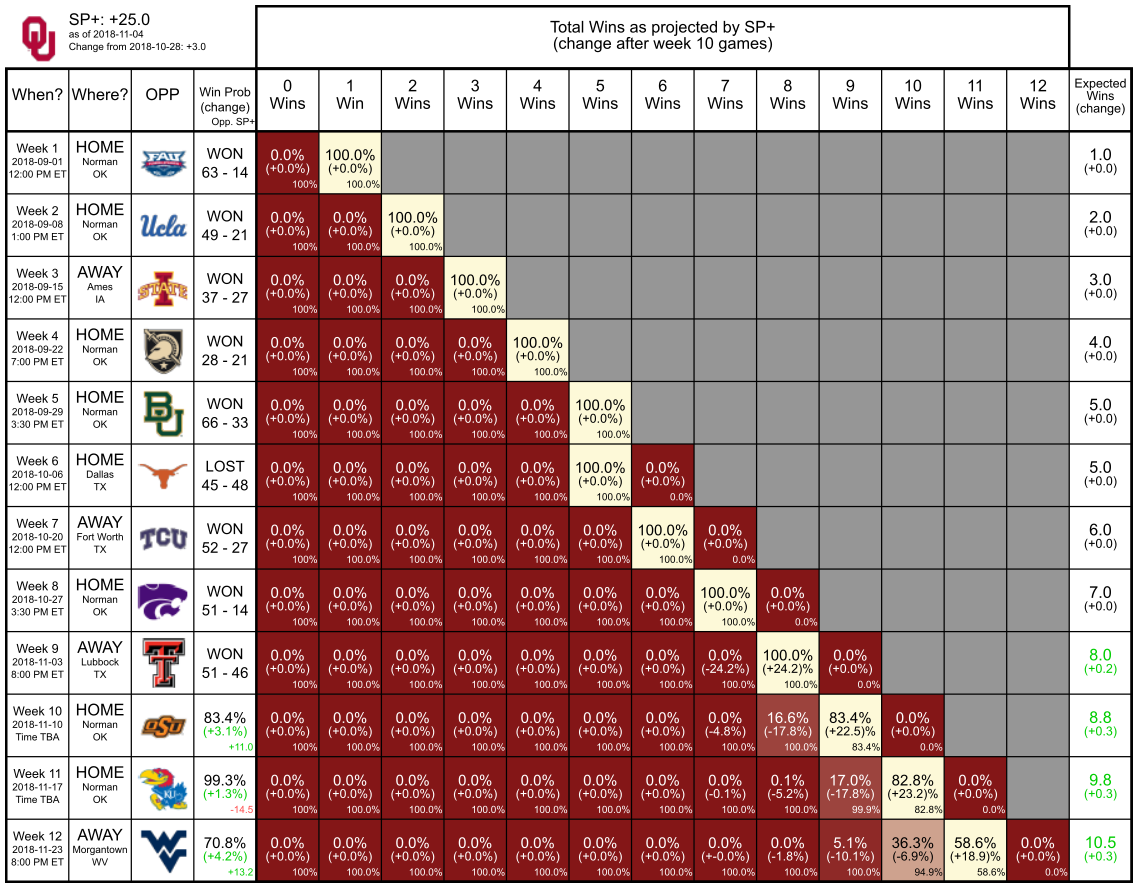 SP+: +25.0
as of 2018-11-04
Change from 2018-10-28: +3.0
Total Wins as projected by SP+
(change after week 10 games)
When? Where? OPP Win Prob 0 1 2 3 4 5 6 7 8 9 10 11 12 Expected
(change) Wins Win Wins Wins Wins Wins Wins Wins Wins Wins Wins Wins Wins Wins
Opp. SP+ (change)
Week 1 HOME FAU WON 0.0% 100.0% 1.0
2018-09-01 Norman 63 - 14 (+0.0%) (+0.0%) (+0.0)
12:00 PM ET OK 100% 100.0%
Week 2 HOME Ucla WON 0.0% 0.0% 100.0% 2.0
2018-09-08 Norman 49 - 21 (+0.0%) (+0.0%) (+0.0%) (+0.0)
1:00 PM ET OK 100% 100.0% 100.0%
Week 3 AWAY STATE WON 0.0% 0.0% 0.0% 100.0% 3.0
2018-09-15 Ames 37 - 27 (+0.0%) (+0.0%) (+0.0%) (+0.0%) (+0.0)
12:00 PM ET IA 100% 100.0% 100.0% 100.0%
Week 4 HOME WON 0.0% 0.0% 0.0% 0.0% 100.0% 4.0
2018-09-22 Norman 28 - 21 (+0.0%) (+0.0%) (+0.0%) (+0.0%) (+0.0%) (+0.0)
7:00 PM ET OK 100% 100.0% 100.0% 100.0% 100.0%
Week 5 HOME BU WON 0.0% 0.0% 0.0% 0.0% 0.0% 100.0% 5.0
2018-09-29 Norman 66 - 33 (+0.0%) (+0.0%) (+0.0%) (+0.0%) (+0.0%) (+0.0%) (+0.0)
3:30 PM ET OK 100% 100.0% 100.0% 100.0% 100.0% 100.0%
Week 6 HOME LOST 0.0% 0.0% 0.0% 0.0% 0.0% 100.0% 0.0% 5.0
2018-10-06 Dallas 45 - 48 (+0.0%) (+0.0%) (+0.0%) (+0.0%) (+0.0%) (+0.0%) (+0.0%) (+0.0)
12:00 PM ET TX 100% 100.0% 100.0% 100.0% 100.0% 100.0% 0.0%
Week 7 AWAY TCU WON 0.0% 0.0% 0.0% 0.0% 0.0% 0.0% 100.0% 0.0% 6.0
2018-10-20 Fort Worth 52 - 27 (+0.0%) (+0.0%) (+0.0%) (+0.0%) (+0.0%) (+0.0%) (+0.0%) (+0.0%) (+0.0)
12:00 PM ET TX 100% 100.0% 100.0% 100.0% 100.0% 100.0% 100.0% 0.0%
Week 8 HOME WON 0.0% 0.0% 0.0% 0.0% 0.0% 0.0% 0.0% 100.0% 0.0% 7.0
2018-10-27 Norman 51 - 14 (+0.0%) (+0.0%) (+0.0%) (+0.0%) (+0.0%) (+0.0%) (+0.0%) (+0.0%) (+0.0%) (+0.0)
3:30 PM ET OK 100% 100.0% 100.0% 100.0% 100.0% 100.0% 100.0% 100.0% 0.0%
Week 9 AWAY T WON 0.0% 0.0% 0.0% 0.0% 0.0% 0.0% 0.0% 0.0% 100.0% 0.0% 8.0
2018-11-03 Lubbock 51 - 46 (+0.0%) (+0.0%) (+0.0%) (+0.0%) (+0.0%) (+0.0%) (+0.0%) (-24.2%) (+24.2)% (+0.0%) (+0.2)
8:00 PM ET TX 100% 100.0% 100.0% 100.0% 100.0% 100.0% 100.0% 100.0% 100.0% 0.0%
Week 10 HOME OSU 83.4% 0.0% 0.0% 0.0% 0.0% 0.0% 0.0% 0.0% 0.0% 16.6% 83.4% 0.0% 8.8
2018-11-10 Norman (+3.1%) (+0.0%) (+0.0%) (+0.0%) (+0.0%) (+0.0%) (+0.0%) (+0.0%) (-4.8%) (-17.8%) (+22.5)% (+0.0%) (+0.3)
Time TBA OK +11.0 100% 100.0% 100.0% 100.0% 100.0% 100.0% 100.0% 100.0% 100.0% 83.4% 0.0%
Week 11 HOME KU 99.3% 0.0% 0.0% 0.0% 0.0% 0.0% 0.0% 0.0% 0.0% 0.1% 17.0% 82.8% 0.0% 9.8
2018-11-17 Norman (+1.3%) (+0.0%) (+0.0%) (+0.0%) (+0.0%) (+0.0%) (+0.0%) (+0.0%) (-0.1%) (-5.2%) (-17.8%) (+23.2)% (+0.0%) (+0.3)
Time TBA OK -14.5 100% 100.0% 100.0% 100.0% 100.0% 100.0% 100.0% 100.0% 100.0% 99.9% 82.8% 0.0%
Week 12 AWAY WV 70.8% 0.0% 0.0% 0.0% 0.0% 0.0% 0.0% 0.0% 0.0% 0.0% 5.1% 36.3% 58.6% 0.0% 10.5
2018-11-23 Morgantown (+4.2%) (+0.0%) (+0.0%) (+0.0%) (+0.0%) (+0.0%) (+0.0%) (+0.0%) (+-0.0%) (-1.8%) (-10.1%) (-6.9%) (+18.9)% (+0.0%) (+0.3)
8:00 PM ET WV +13.2 100% 100.0% 100.0% 100.0% 100.0% 100.0% 100.0% 100.0% 100.0% 100.0% 94.9% 58.6% 0.0%